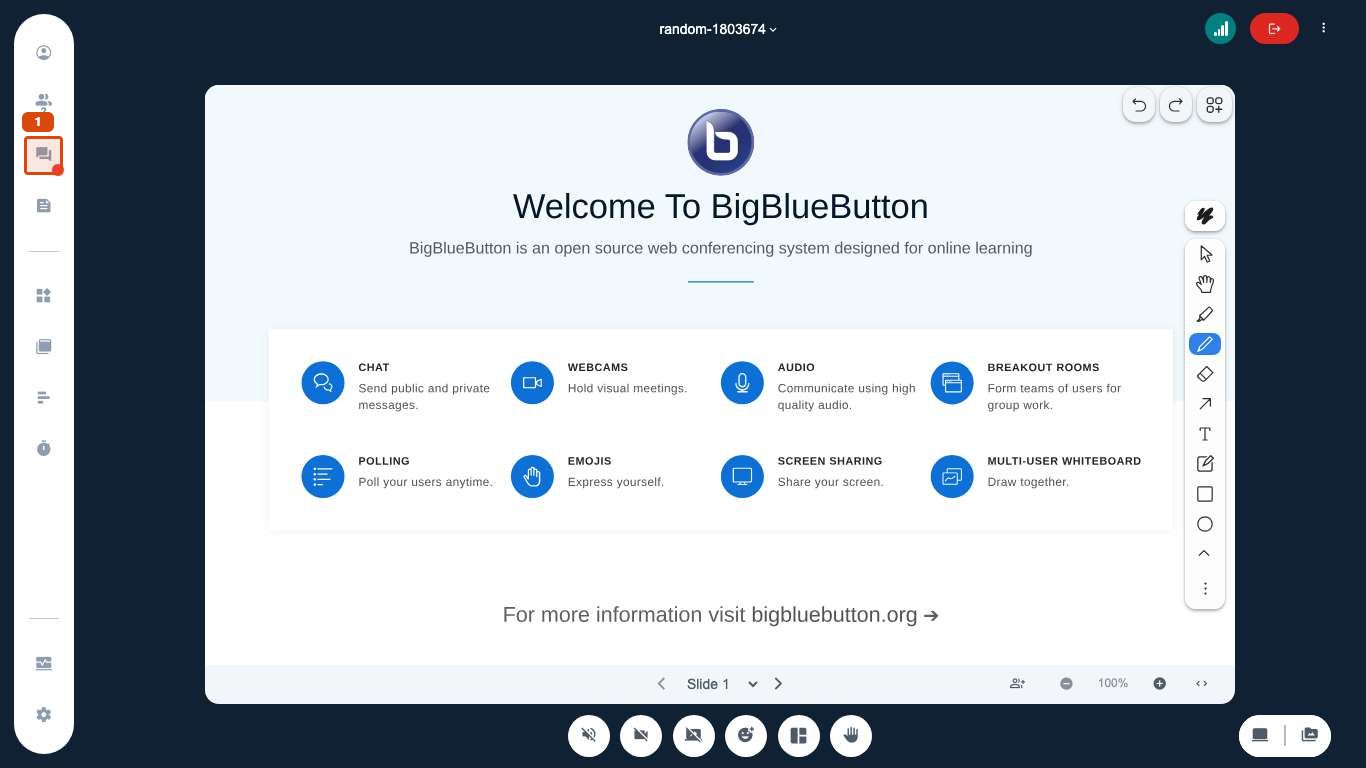 random-1803674
2
1
Welcome To BigBlueButton
BigBlueButton is an open source web conferencing system designed for online learning
CHAT
Send public and private
messages.
WEBCAMS
Hold visual meetings.
AUDIO
Communicate using high
quality audio.
BREAKOUT ROOMS
Form teams of users for
group work.
POLLING
Poll your users anytime.
EMOJIS
Express yourself.
SCREEN SHARING
Share your screen.
MULTI-USER WHITEBOARD
Draw together.
For more information visit bigbluebutton.org ➔
Slide 1
100%